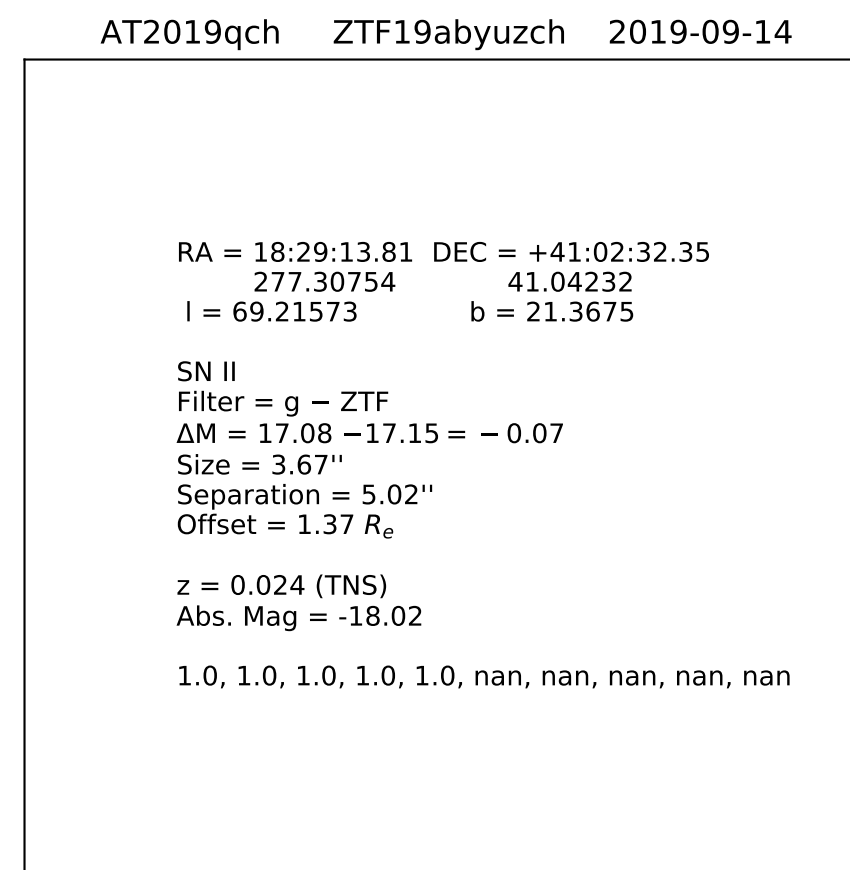 AT2019qch ZTF19abyuzch 2019-09-14
RA = 18:29:13.81 DEC = +41:02:32.35
277.30754 41.04232
l = 69.21573 b = 21.3675
SN II
Filter = g − ZTF
ΔM = 17.08 −17.15 = − 0.07
Size = 3.67''
Separation = 5.02''
Offset = 1.37 Rₑ
z = 0.024 (TNS)
Abs. Mag = -18.02
1.0, 1.0, 1.0, 1.0, 1.0, nan, nan, nan, nan, nan